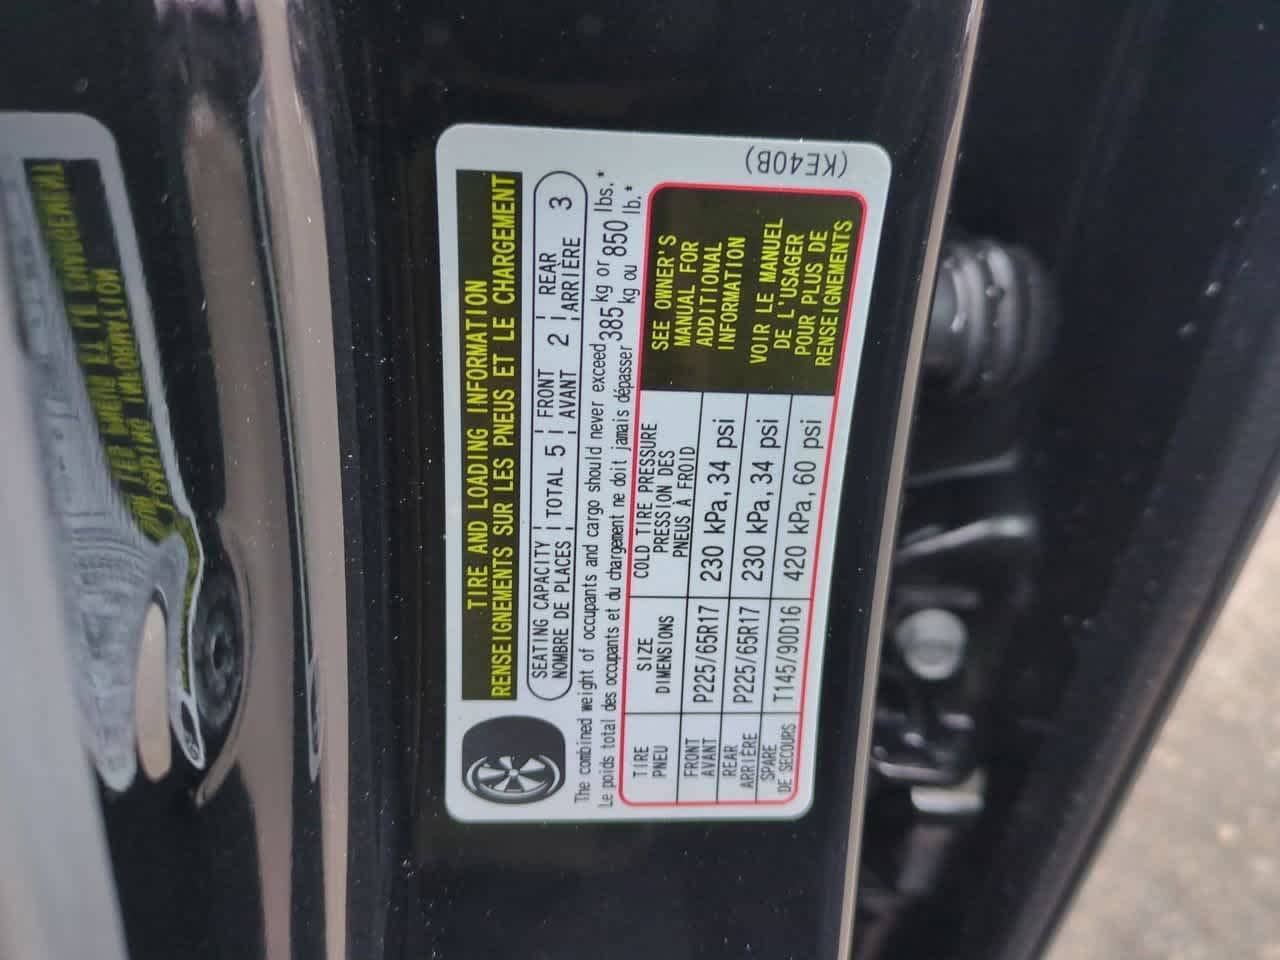 TIRE AND LOADING INFORMATION
RENSEIGNEMENTS SUR LES PNEUS ET LE CHARGEMENT
SEATING CAPACITY TOTAL 5 FRONT 2 REAR 3
NOMBRE DE PLACES AVANT ARRIÈRE
The combined weight of occupants and cargo should never exceed 385 kg or 850 lbs.*
Le poids total des occupants et du chargement ne doit jamais dépasser kg ou lb.*
TIRE SIZE COLD TIRE PRESSURE
PNEU DIMENSIONS PRESSION DES
PNEUS À FROID
FRONT P225/65R17 230 kPa, 34 psi
AVANT
REAR P225/65R17 230 kPa, 34 psi
ARRIÈRE
SPARE T145/90D16 420 kPa, 60 psi
DE SECOURS
SEE OWNER'S
MANUAL FOR
ADDITIONAL
INFORMATION
VOIR LE MANUEL
DE L'USAGER
POUR PLUS DE
RENSEIGNEMENTS
(KE40B)